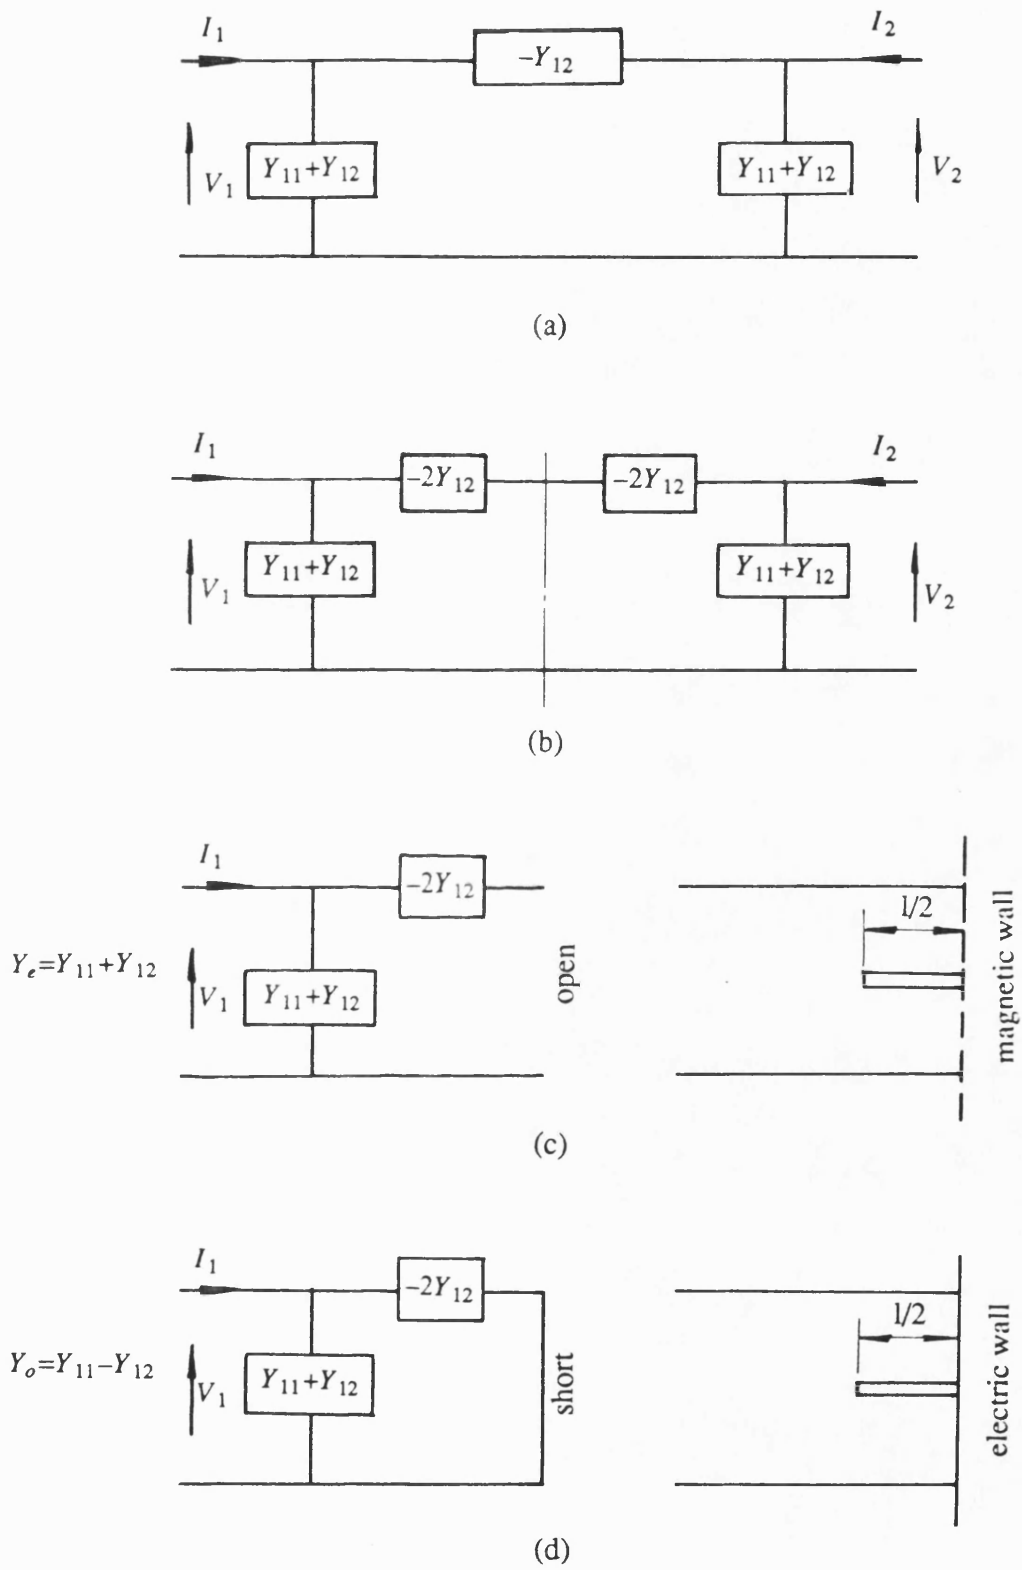 I1
I2
−Y12
Y11+Y12
Y11+Y12
V1
V2
(a)
I1
I2
−2Y12
−2Y12
Y11+Y12
Y11+Y12
V1
V2
(b)
I1
−2Y12
l/2
Ye=Y11+Y12
V1
Y11+Y12
open
magnetic wall
(c)
I1
−2Y12
l/2
Yo=Y11−Y12
V1
Y11+Y12
short
electric wall
(d)